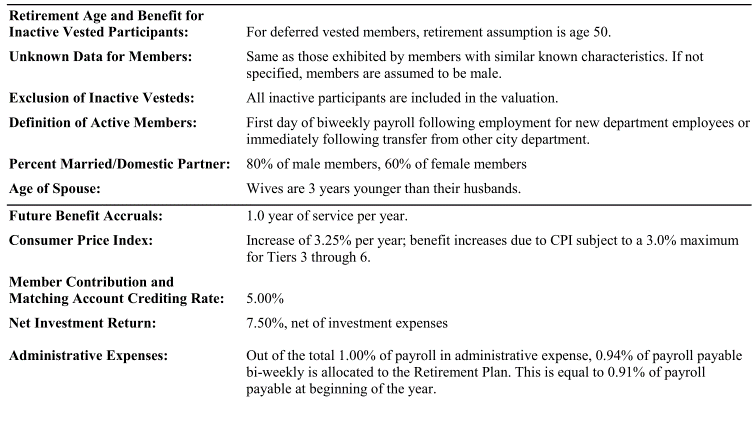 Retirement Age and Benefit for
Inactive Vested Participants: For deferred vested members, retirement assumption is age 50.
Unknown Data for Members: Same as those exhibited by members with similar known characteristics. If not
specified, members are assumed to be male.
Exclusion of Inactive Vesteds: All inactive participants are included in the valuation.
Definition of Active Members: First day of biweekly payroll following employment for new department employees or
immediately following transfer from other city department.
Percent Married/Domestic Partner: 80% of male members, 60% of female members
Age of Spouse: Wives are 3 years younger than their husbands.
Future Benefit Accruals: 1.0 year of service per year.
Consumer Price Index: Increase of 3.25% per year; benefit increases due to CPI subject to a 3.0% maximum
for Tiers 3 through 6.
Member Contribution and
Matching Account Crediting Rate: 5.00%
Net Investment Return: 7.50%, net of investment expenses
Administrative Expenses: Out of the total 1.00% of payroll in administrative expense, 0.94% of payroll payable
bi-weekly is allocated to the Retirement Plan. This is equal to 0.91% of payroll
payable at beginning of the year.